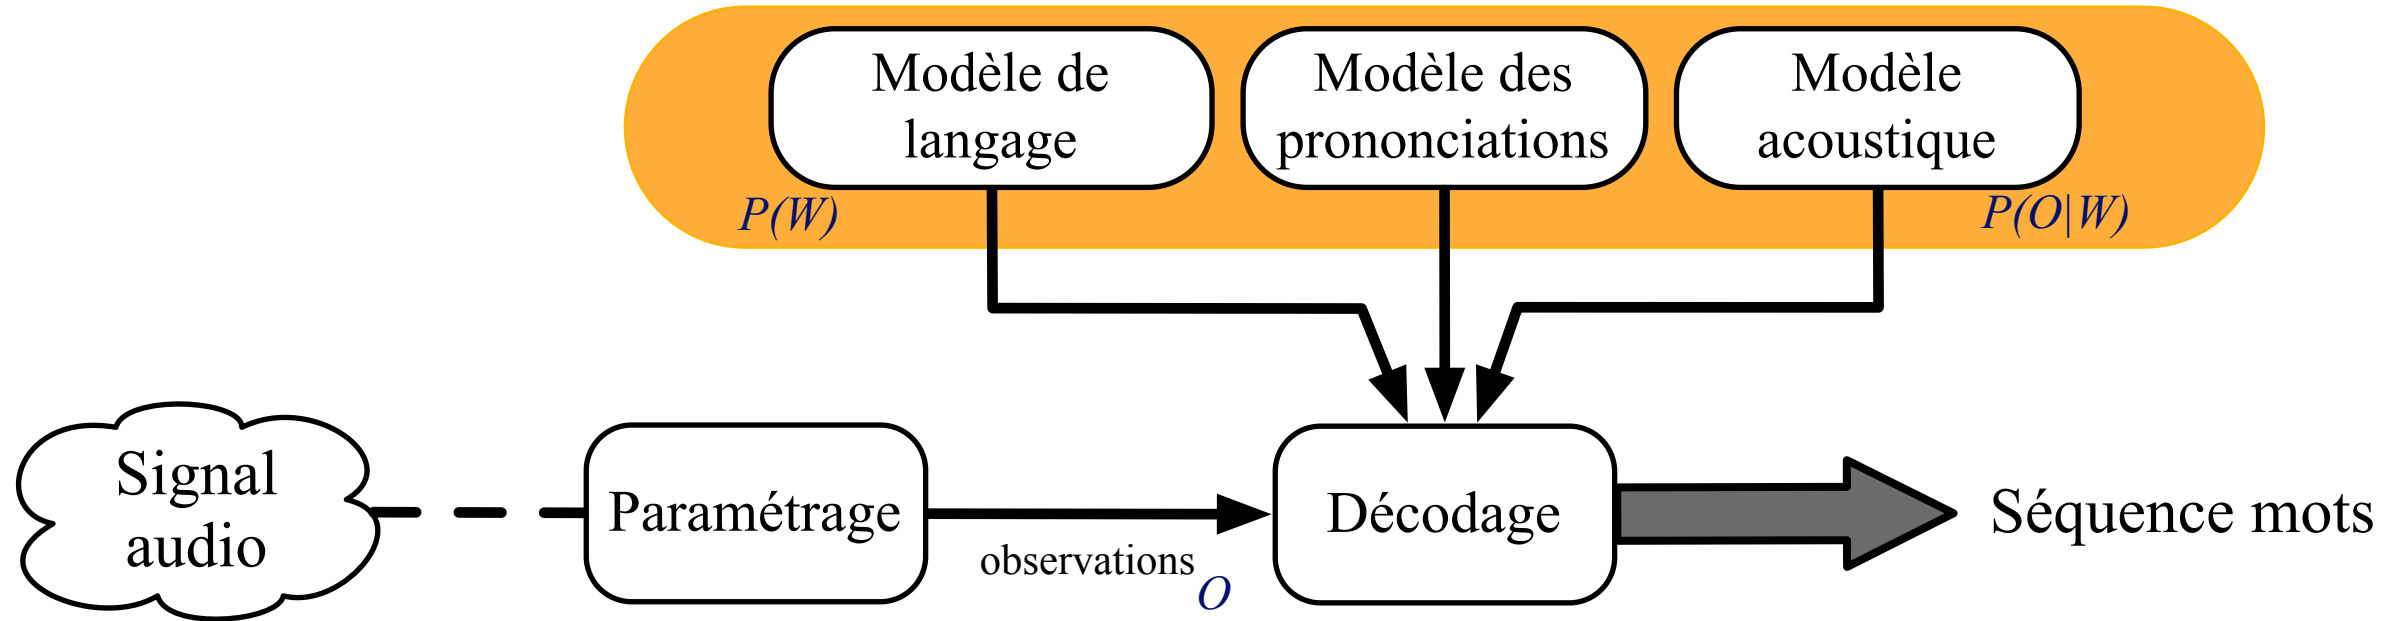 Modèle de
langage
Modèle des
prononciations
Modèle
acoustique
P(W)
P(O|W)
Signal
audio
Paramétrage
observations
O
Décodage
Séquence mots